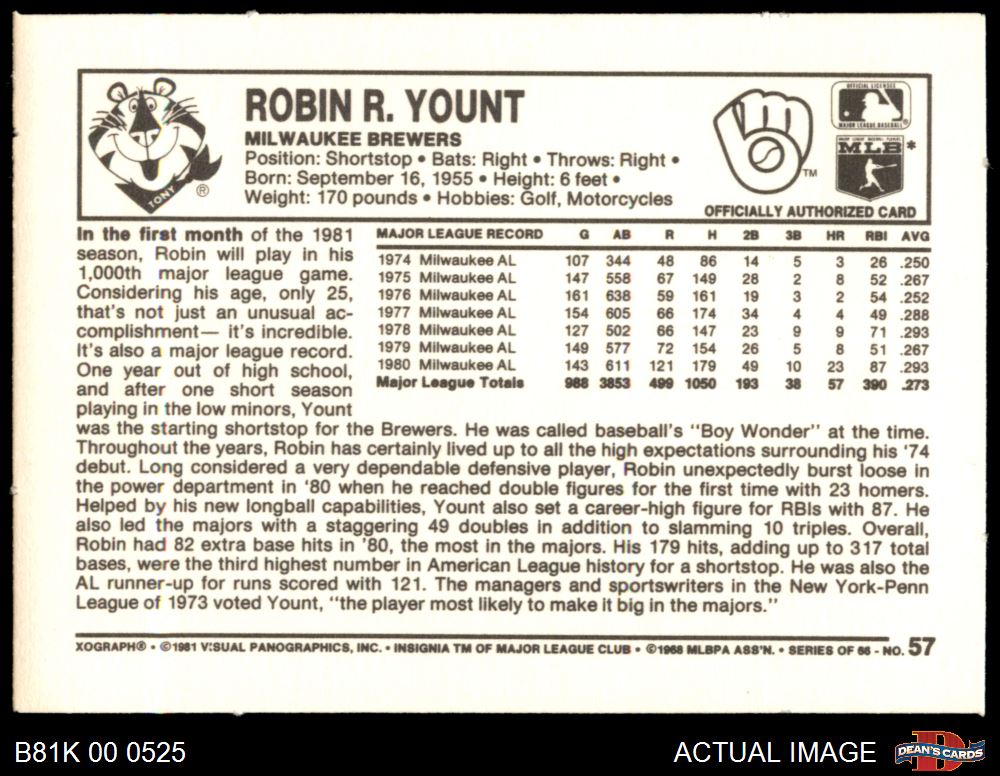 ROBIN R. YOUNT
MILWAUKEE BREWERS
Position: Shortstop • Bats: Right • Throws: Right •
Born: September 16, 1955 • Height: 6 feet •
Weight: 170 pounds • Hobbies: Golf, Motorcycles
TONY ®
TM
OFFICIAL LICENSEE
MAJOR LEAGUE BASEBALL ®
MLB *
OFFICIALLY AUTHORIZED CARD
In the first month of the 1981
season, Robin will play in his
1,000th major league game.
Considering his age, only 25,
that's not just an unusual ac-
complishment— it's incredible.
It's also a major league record.
One year out of high school,
and after one short season
playing in the low minors, Yount
MAJOR LEAGUE RECORD G AB R H 2B 3B HR RBI AVG
1974 Milwaukee AL 107 344 48 86 14 5 3 26 .250
1975 Milwaukee AL 147 558 67 149 28 2 8 52 .267
1976 Milwaukee AL 161 638 59 161 19 3 2 54 .252
1977 Milwaukee AL 154 605 66 174 34 4 4 49 .288
1978 Milwaukee AL 127 502 66 147 23 9 9 71 .293
1979 Milwaukee AL 149 577 72 154 26 5 8 51 .267
1980 Milwaukee AL 143 611 121 179 49 10 23 87 .293
Major League Totals 988 3853 499 1050 193 38 57 390 .273
was the starting shortstop for the Brewers. He was called baseball's "Boy Wonder" at the time.
Throughout the years, Robin has certainly lived up to all the high expectations surrounding his '74
debut. Long considered a very dependable defensive player, Robin unexpectedly burst loose in
the power department in '80 when he reached double figures for the first time with 23 homers.
Helped by his new longball capabilities, Yount also set a career-high figure for RBIs with 87. He
also led the majors with a staggering 49 doubles in addition to slamming 10 triples. Overall,
Robin had 82 extra base hits in '80, the most in the majors. His 179 hits, adding up to 317 total
bases, were the third highest number in American League history for a shortstop. He was also the
AL runner-up for runs scored with 121. The managers and sportswriters in the New York-Penn
League of 1973 voted Yount, "the player most likely to make it big in the majors."
XOGRAPH® • ©1981 VISUAL PANOGRAPHICS, INC. • INSIGNIA TM OF MAJOR LEAGUE CLUB • ©1968 MLBPA ASS'N. • SERIES OF 66 - NO. 57
B81K 00 0525
ACTUAL IMAGE
DEAN'S CARDS